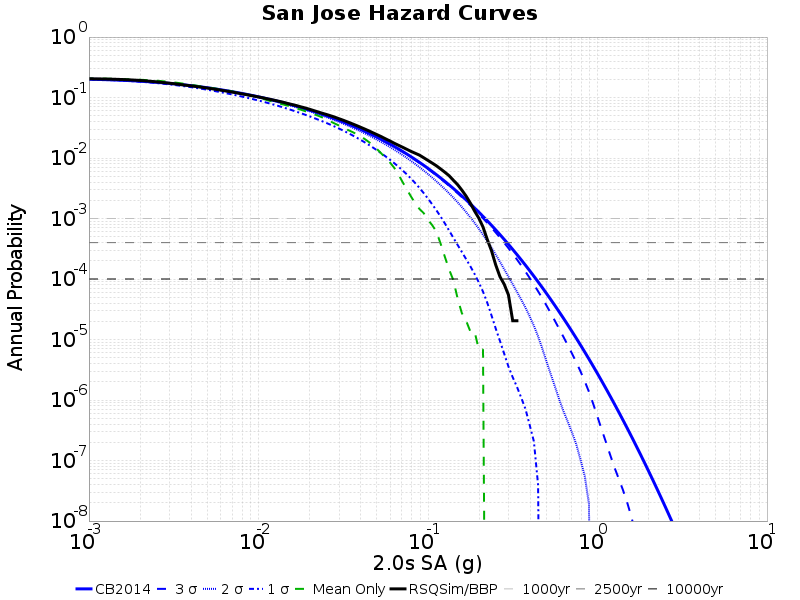 San Jose Hazard Curves
10^0
10^-1
10^-2
10^-3
10^-4
10^-5
10^-6
10^-7
10^-8
Annual Probability
10^-3 10^-2 10^-1 10^0 10^1
2.0s SA (g)
CB2014 3 σ 2 σ 1 σ Mean Only RSQSim/BBP 1000yr 2500yr 10000yr